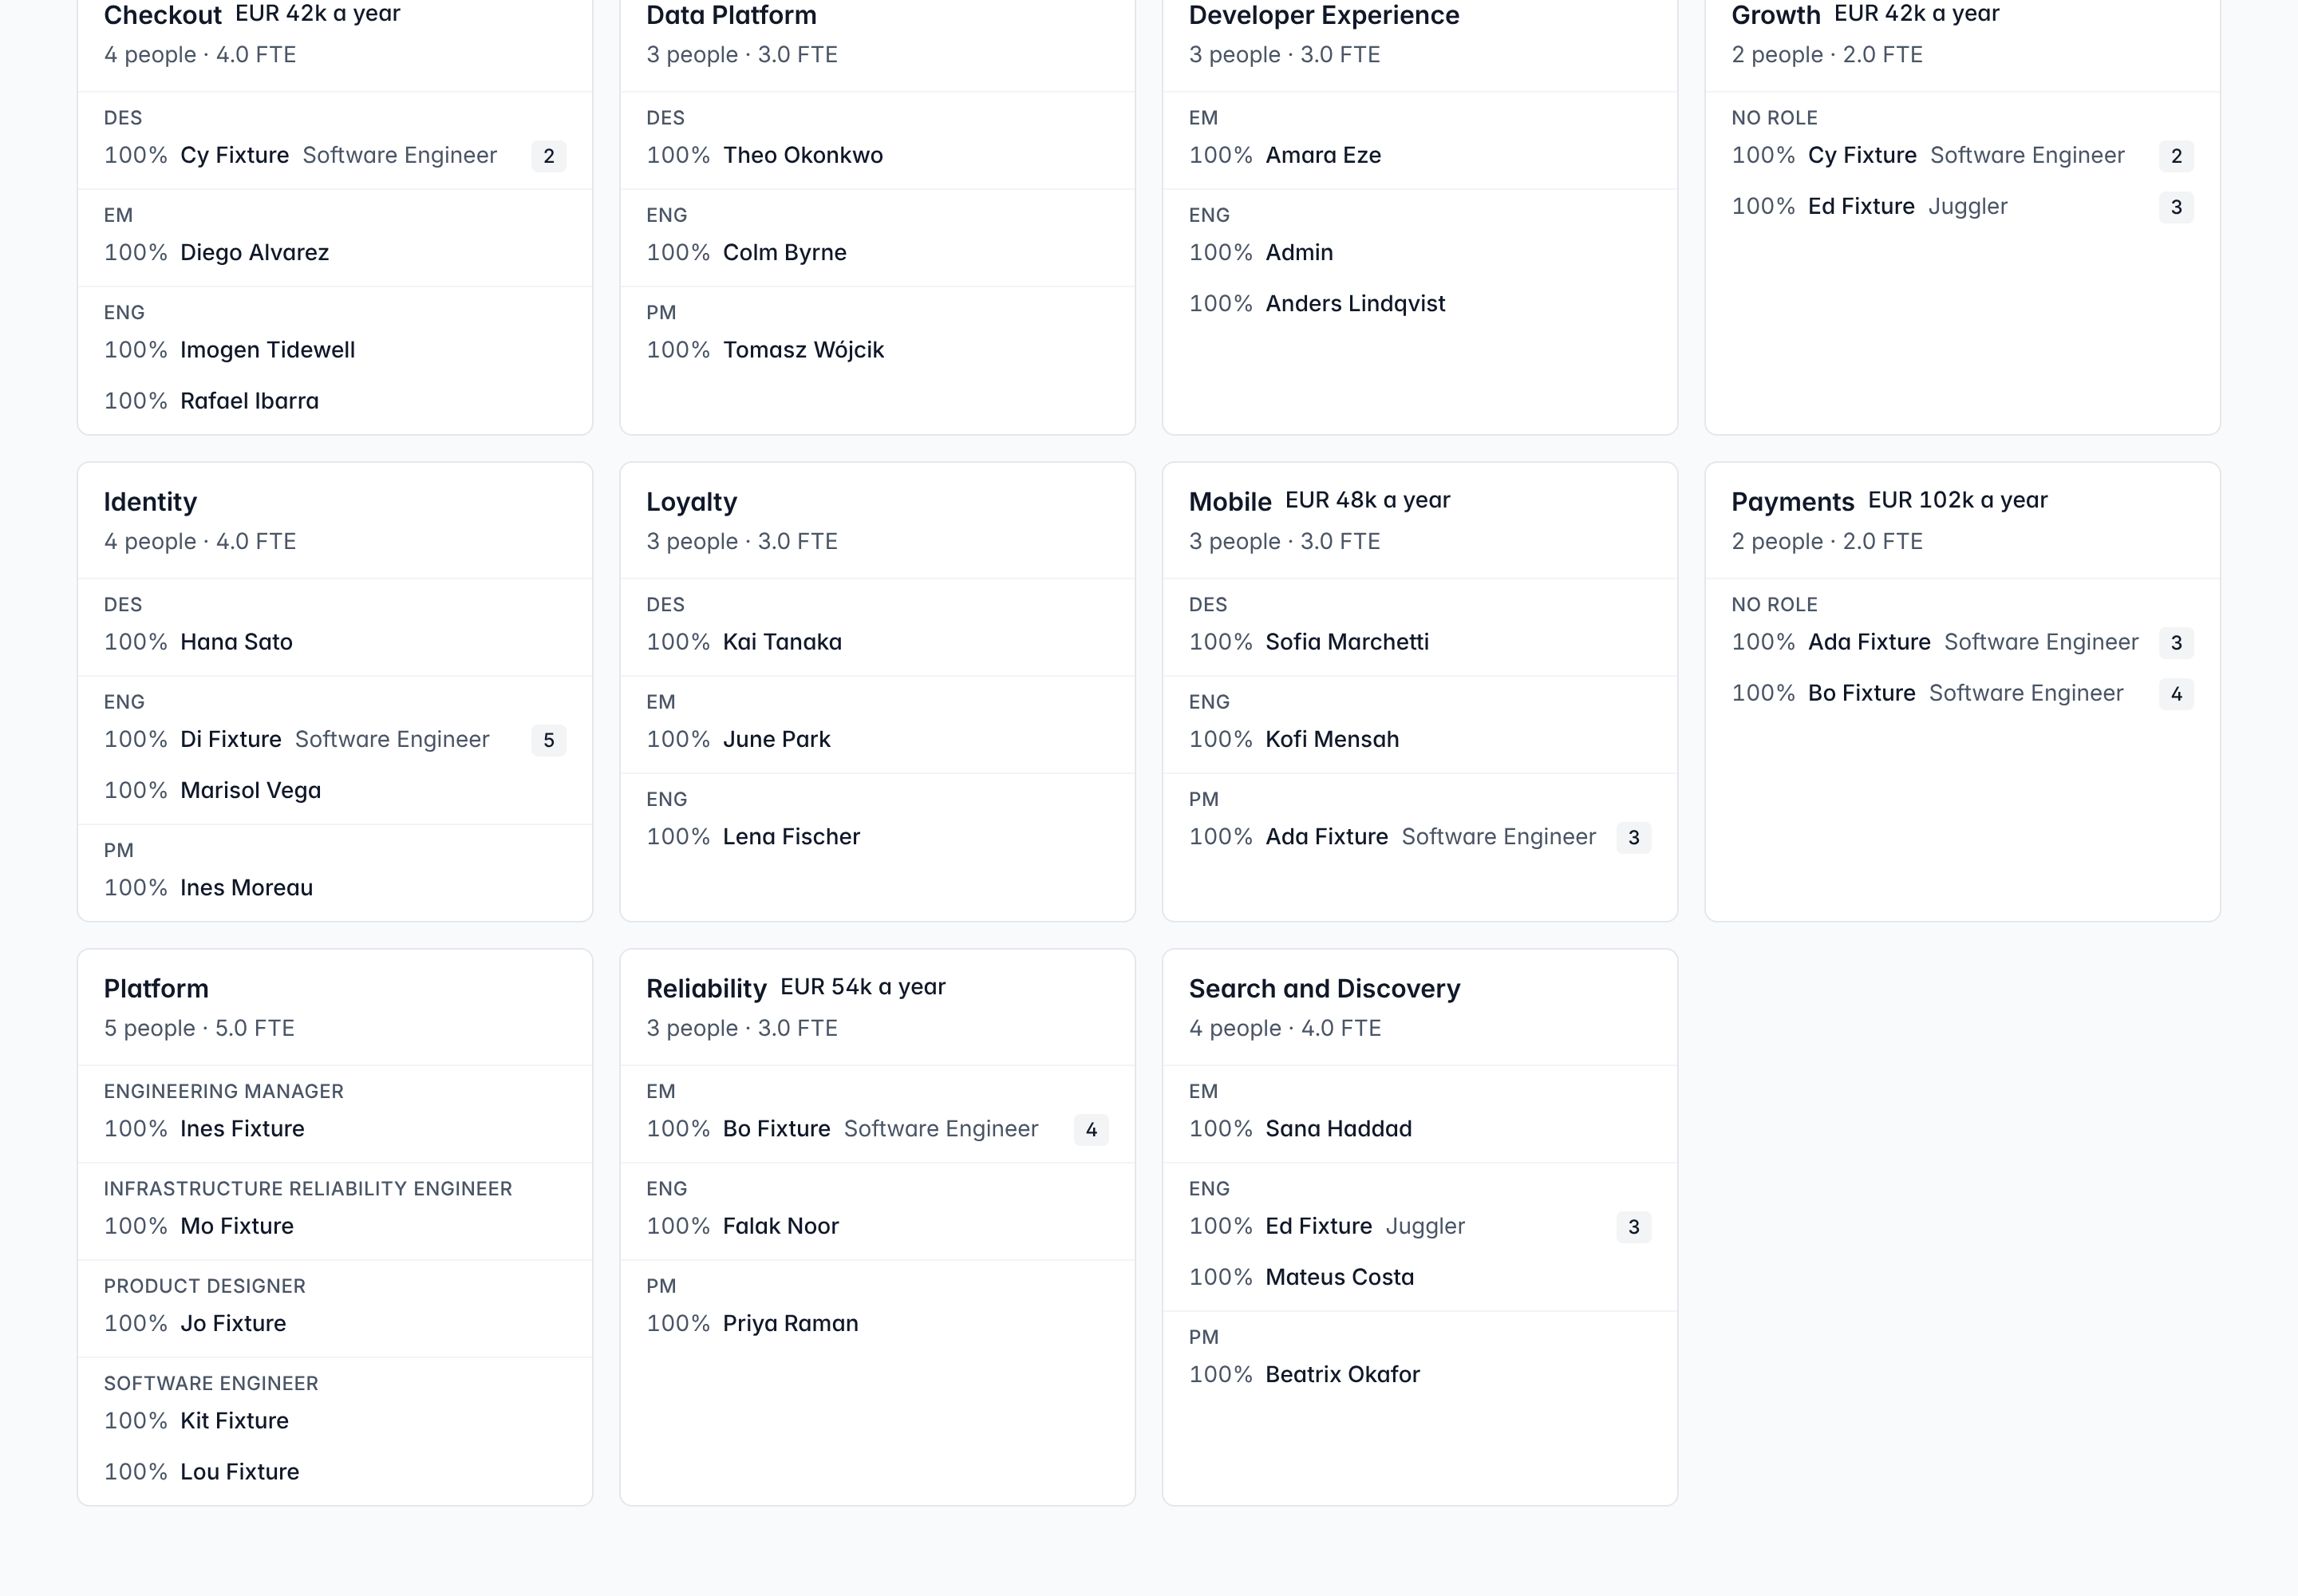 Checkout EUR 42k a year
4 people · 4.0 FTE
DES
100% Cy Fixture Software Engineer 2
EM
100% Diego Alvarez
ENG
100% Imogen Tidewell
100% Rafael Ibarra
Data Platform
3 people · 3.0 FTE
DES
100% Theo Okonkwo
ENG
100% Colm Byrne
PM
100% Tomasz Wójcik
Developer Experience
3 people · 3.0 FTE
EM
100% Amara Eze
ENG
100% Admin
100% Anders Lindqvist
Growth EUR 42k a year
2 people · 2.0 FTE
NO ROLE
100% Cy Fixture Software Engineer 2
100% Ed Fixture Juggler 3
Identity
4 people · 4.0 FTE
DES
100% Hana Sato
ENG
100% Di Fixture Software Engineer 5
100% Marisol Vega
PM
100% Ines Moreau
Loyalty
3 people · 3.0 FTE
DES
100% Kai Tanaka
EM
100% June Park
ENG
100% Lena Fischer
Mobile EUR 48k a year
3 people · 3.0 FTE
DES
100% Sofia Marchetti
ENG
100% Kofi Mensah
PM
100% Ada Fixture Software Engineer 3
Payments EUR 102k a year
2 people · 2.0 FTE
NO ROLE
100% Ada Fixture Software Engineer 3
100% Bo Fixture Software Engineer 4
Platform
5 people · 5.0 FTE
ENGINEERING MANAGER
100% Ines Fixture
INFRASTRUCTURE RELIABILITY ENGINEER
100% Mo Fixture
PRODUCT DESIGNER
100% Jo Fixture
SOFTWARE ENGINEER
100% Kit Fixture
100% Lou Fixture
Reliability EUR 54k a year
3 people · 3.0 FTE
EM
100% Bo Fixture Software Engineer 4
ENG
100% Falak Noor
PM
100% Priya Raman
Search and Discovery
4 people · 4.0 FTE
EM
100% Sana Haddad
ENG
100% Ed Fixture Juggler 3
100% Mateus Costa
PM
100% Beatrix Okafor